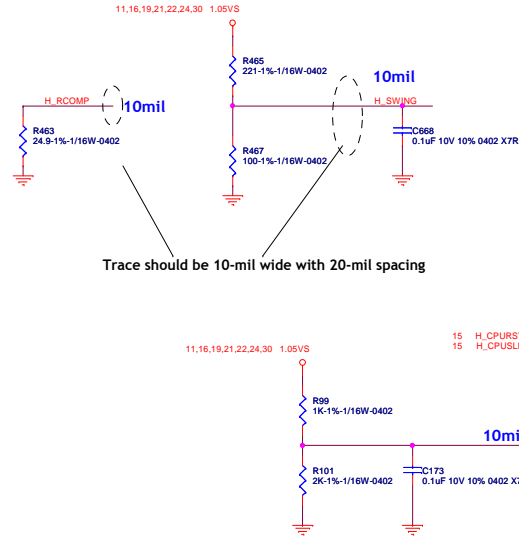 11,16,19,21,22,24,30 1.05VS
R465
221-1%-1/16W-0402
10mil
H_RCOMP
10mil
H_SWING
R463
24.9-1%-1/16W-0402
C668
0.1uF 10V 10% 0402 X7R
R467
100-1%-1/16W-0402
Trace should be 10-mil wide with 20-mil spacing
15 H_CPURS
15 H_CPUSL
11,16,19,21,22,24,30 1.05VS
R99
1K-1%-1/16W-0402
10mi
R101
2K-1%-1/16W-0402
C173
0.1uF 10V 10% 0402 X7